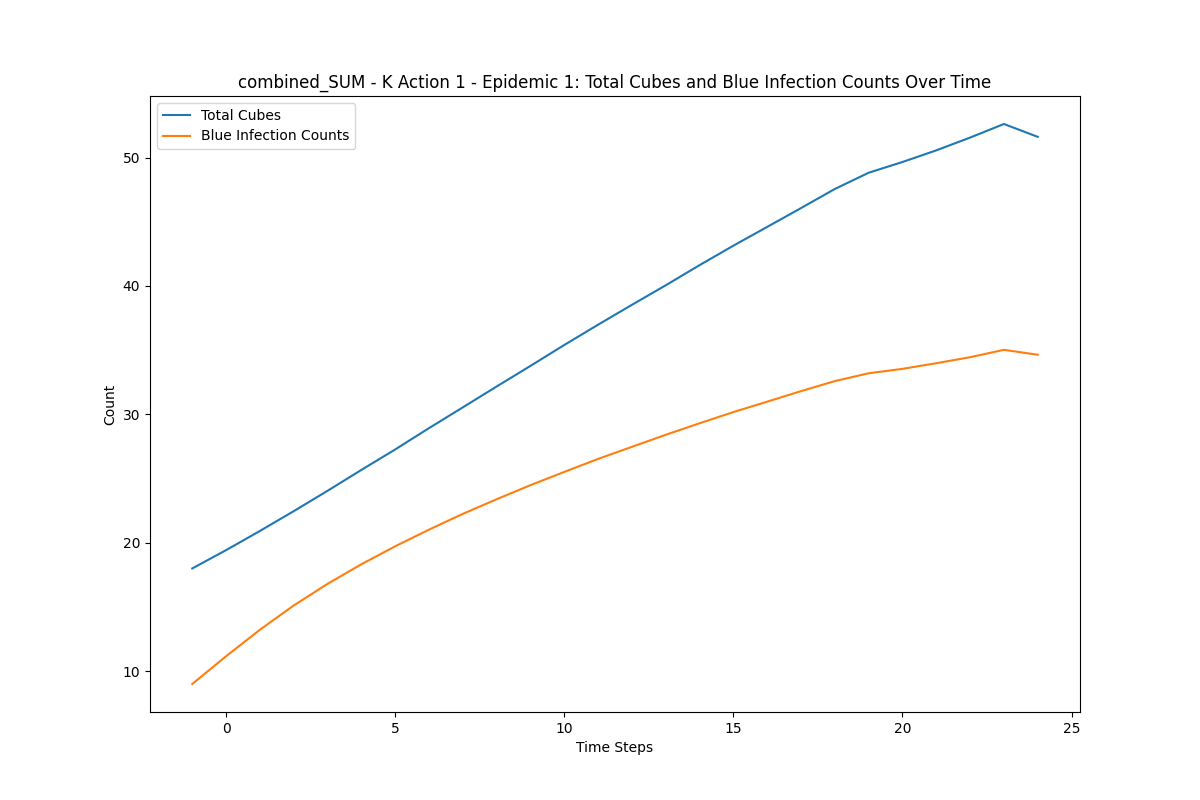 combined_SUM - K Action 1 - Epidemic 1: Total Cubes and Blue Infection Counts Over Time
Total Cubes
Blue Infection Counts
50
40
30
20
10
Count
0 5 10 15 20 25
Time Steps